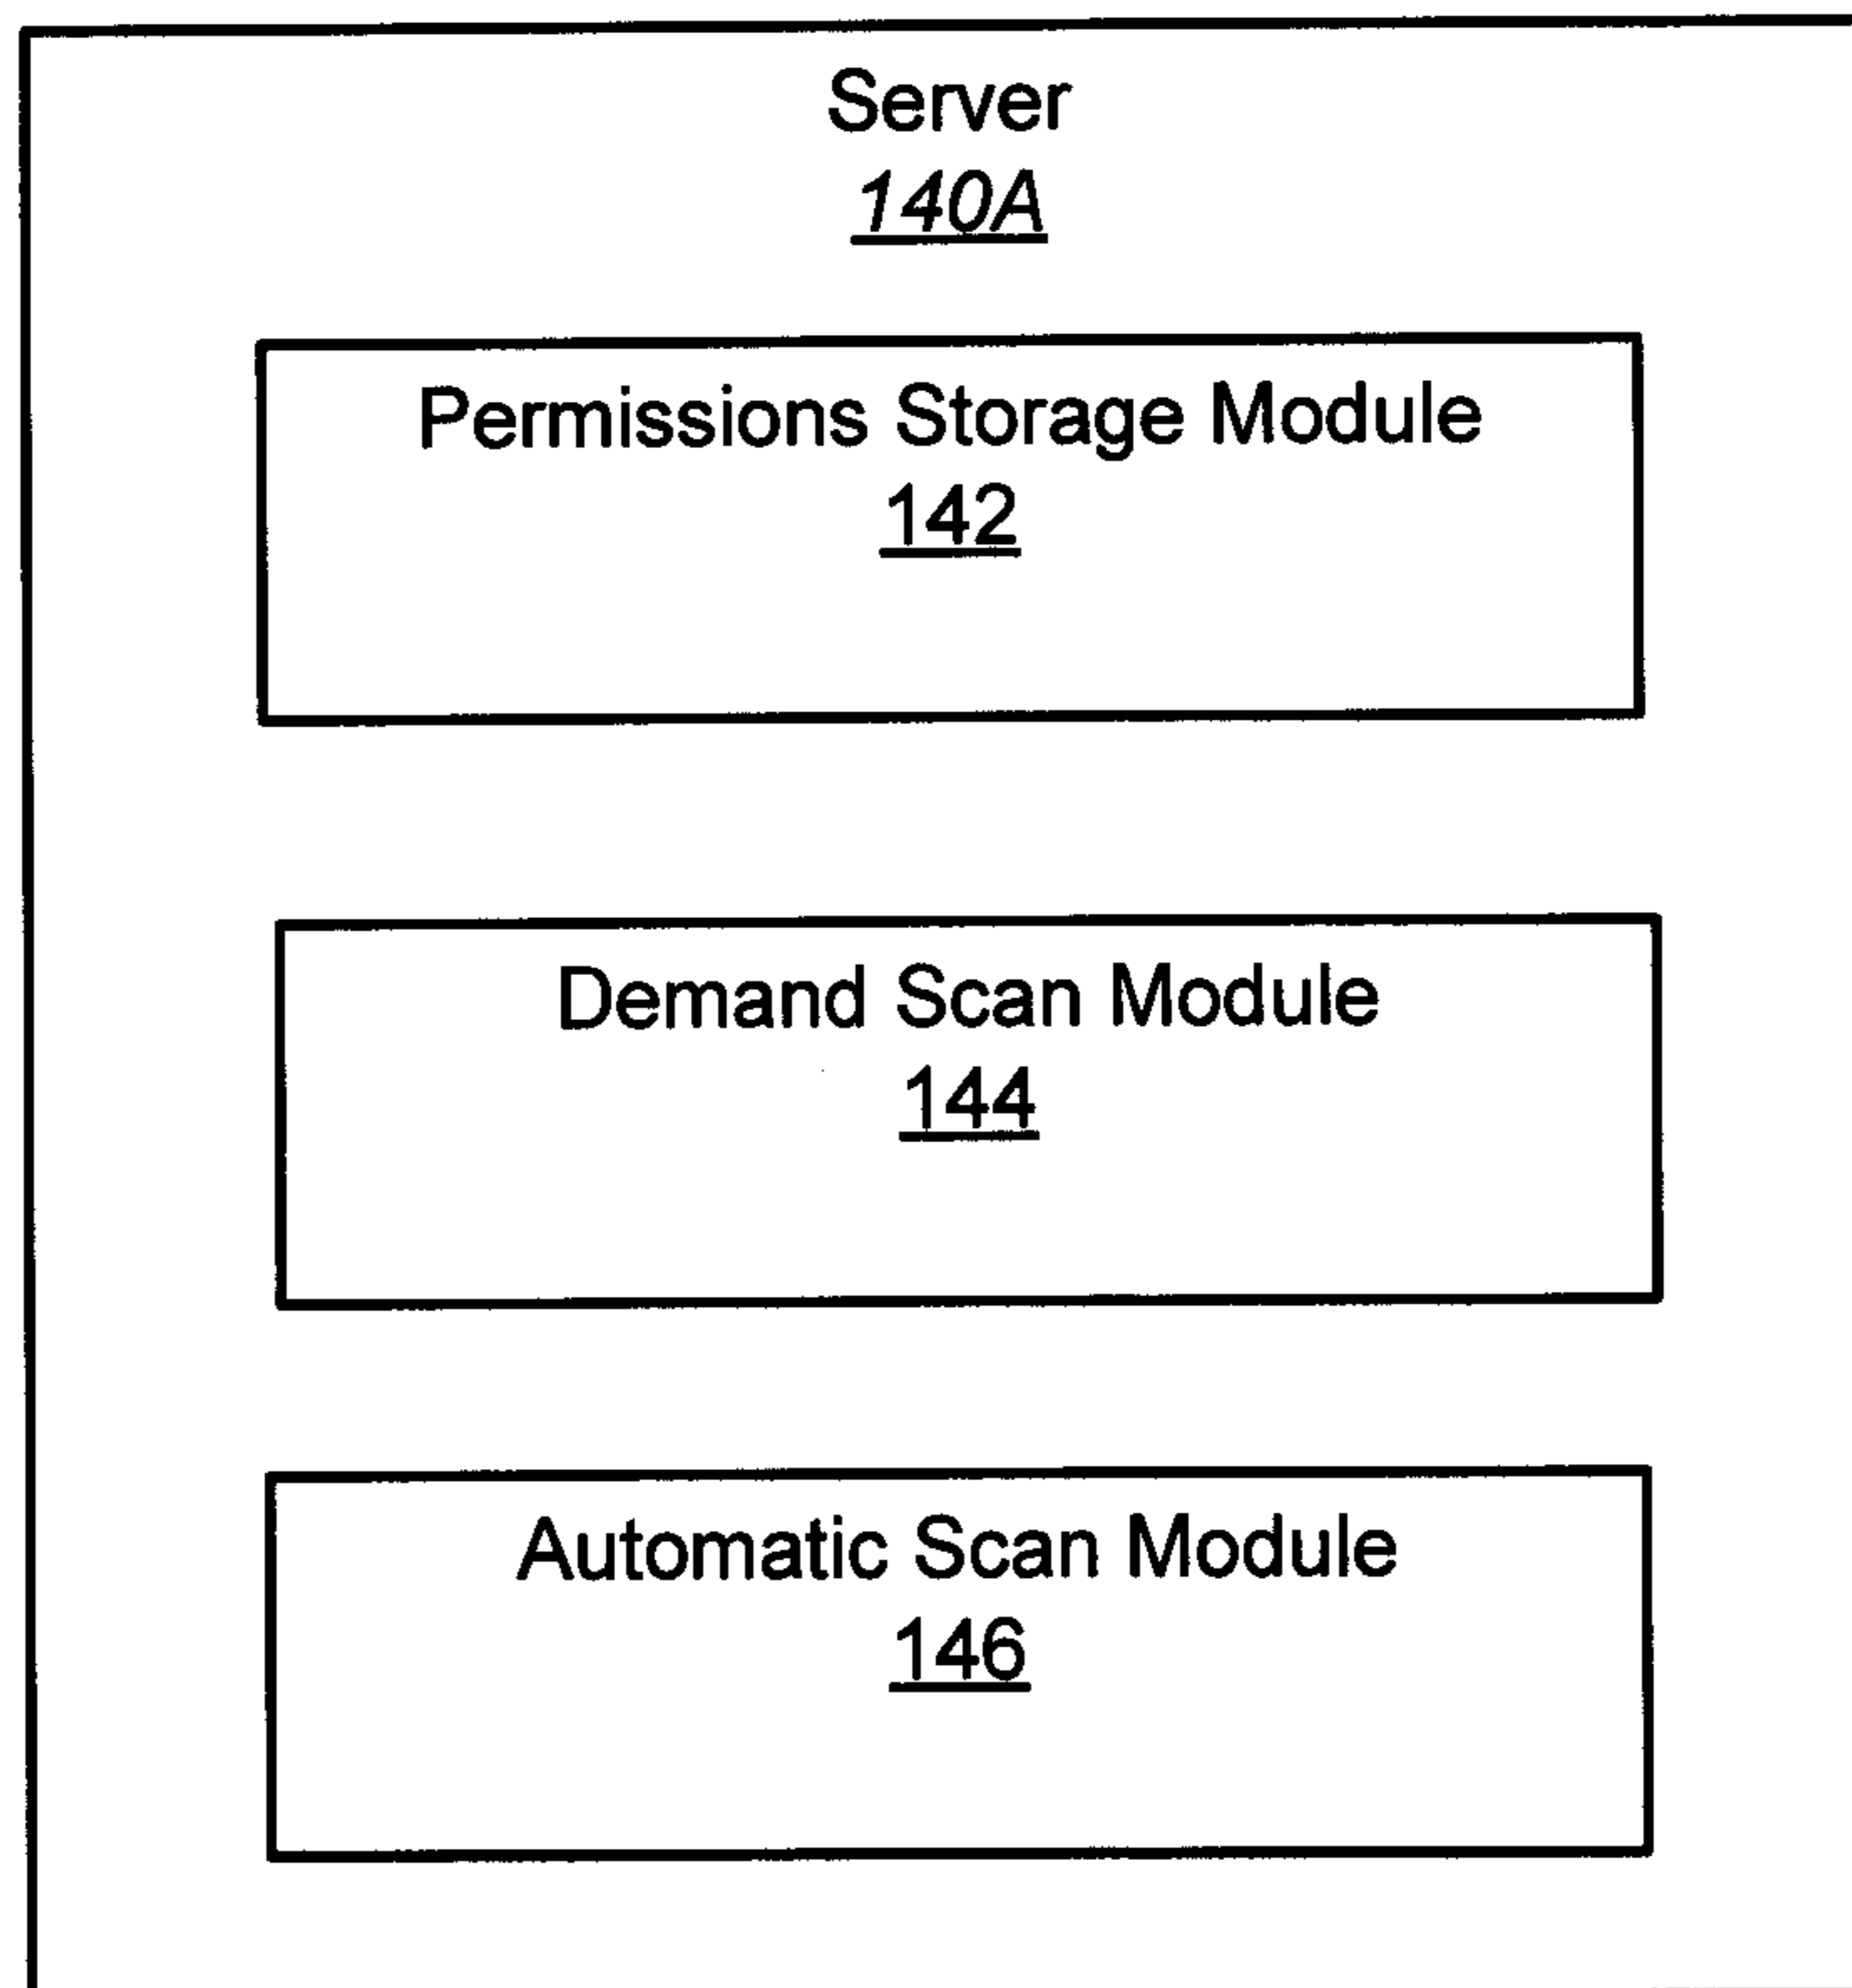 Server
140A
Permissions Storage Module
142
Demand Scan Module
144
Automatic Scan Module
146